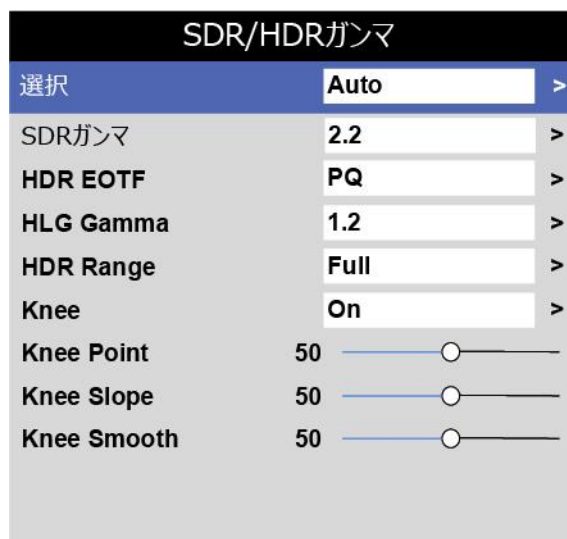 SDR/HDRガンマ
選択 Auto >
SDRガンマ 2.2 >
HDR EOTF PQ >
HLG Gamma 1.2 >
HDR Range Full >
Knee On >
Knee Point 50
Knee Slope 50
Knee Smooth 50